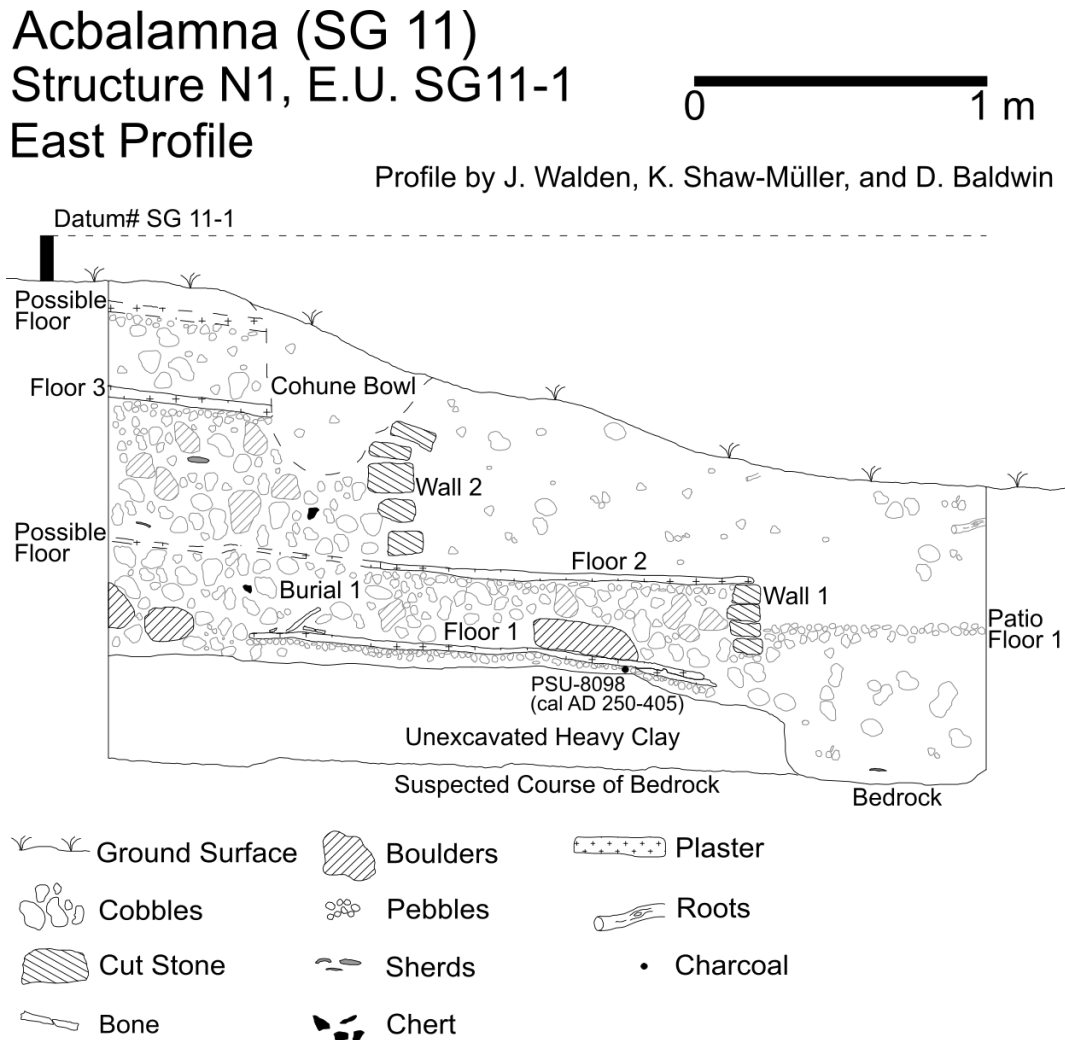 Acbalamna (SG 11)
Structure N1, E.U. SG11-1
East Profile
0 1 m
Profile by J. Walden, K. Shaw-Müller, and D. Baldwin
Datum# SG 11-1
Possible
Floor
Floor 3
Cohune Bowl
Wall 2
Possible
Floor
Floor 2
Burial 1
Wall 1
Floor 1
Patio
Floor 1
PSU-8098
(cal AD 250-405)
Unexcavated Heavy Clay
Suspected Course of Bedrock
Bedrock
Ground Surface
Boulders
Plaster
Cobbles
Pebbles
Roots
Cut Stone
Sherds
Charcoal
Bone
Chert